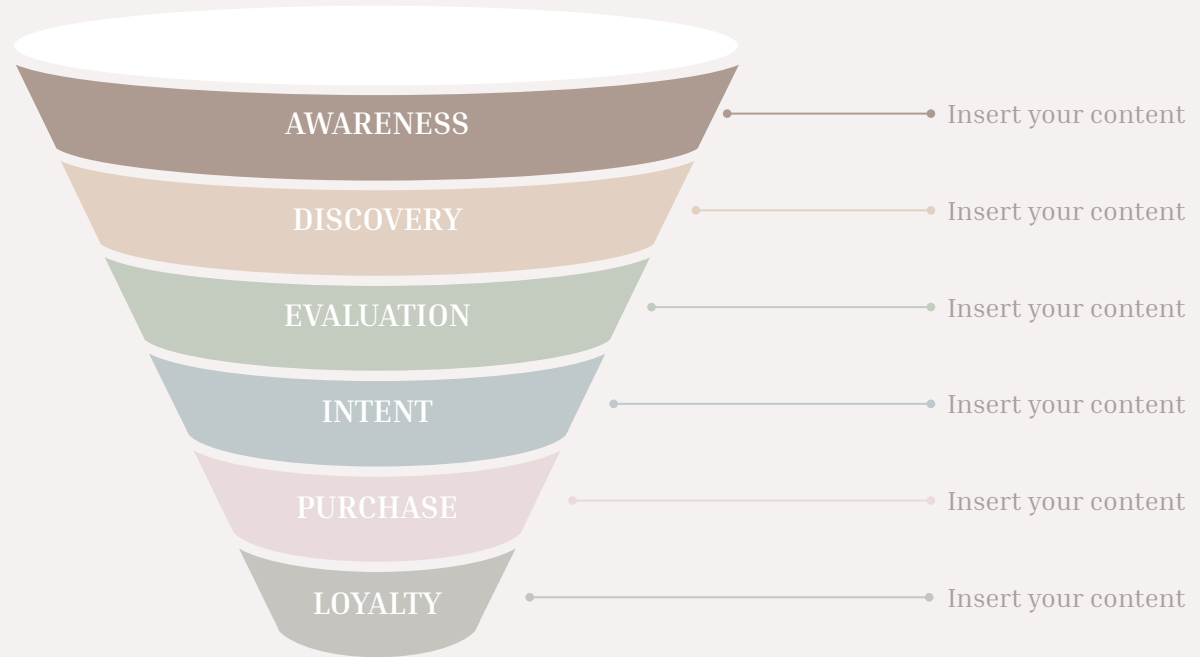 AWARENESS
Insert your content
DISCOVERY
Insert your content
EVALUATION
Insert your content
INTENT
Insert your content
PURCHASE
Insert your content
LOYALTY
Insert your content